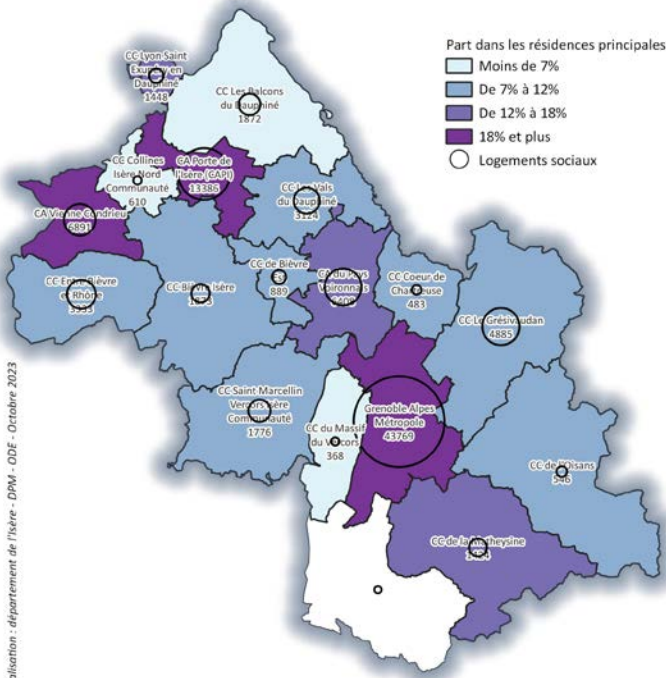 Part dans les résidences principales
Moins de 7%
De 7% à 12%
De 12% à 18%
18% et plus
Logements sociaux
CC Lyon Saint
Exupéry en
Dauphiné
1448
CC Les Balcons
du Dauphiné
1872
CC Collines
Isère Nord
Communauté
610
CA Porte de
l'Isère (CAPI)
13386
CC Les Vals
du Dauphiné
3124
CA Vienne Condrieu
6891
CC Entre Bièvre
et Rhône
CC Bièvre Isère
CC de Bièvre
Est
889
CA du Pays
Voironnais
CC Coeur de
Chartreuse
483
CC Le Grésivaudan
4885
CC Saint Marcellin
Vercors Isère
Communauté
1776
CC du Massif
du Vercors
368
Grenoble Alpes
Métropole
43769
CC de l'Oisans
546
CC de la Matheysine
alisation : département de l'Isère - DPM - ODE - Octobre 2023